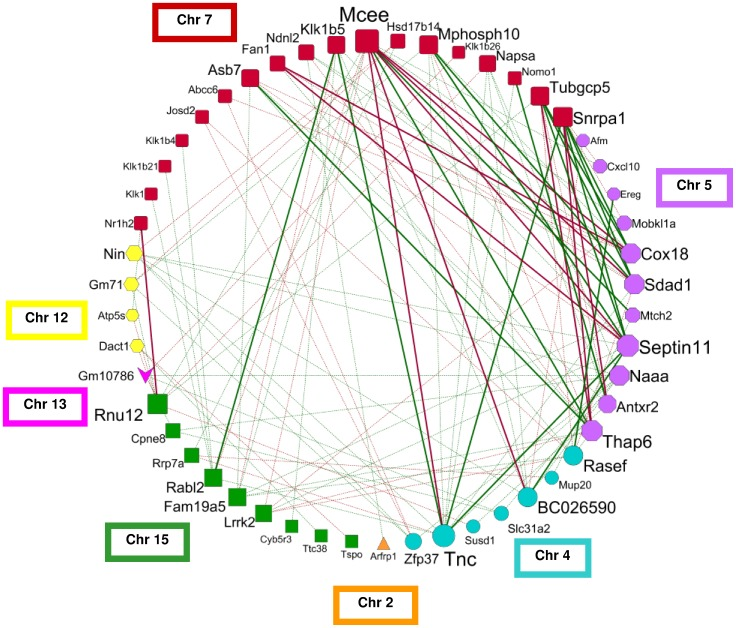 Mcee
Chr 7
Klk1b5
Hsd17b14
Mphosph10
Ndnl2
Klk1b26
Fan1
Napsa
Asb7
Nomo1
Abcc6
Tubgcp5
Josd2
Snrpa1
Klk1b4
Afm
Klk1b21
Cxcl10
Chr 5
Klk1
Ereg
Nr1h2
Mobkl1a
Nin
Cox18
Gm71
Sdad1
Chr 12
Atp5s
Mtch2
Dact1
Septin11
Gm10786
Naaa
Chr 13
Rnu12
Antxr2
Cpne8
Thap6
Rrp7a
Rasef
Rabl2
Mup20
Fam19a5
BC026590
Lrrk2
Slc31a2
Chr 15
Cyb5r3
Susd1
Ttc38
Tspo
Arfrp1
Zfp37
Tnc
Chr 4
Chr 2